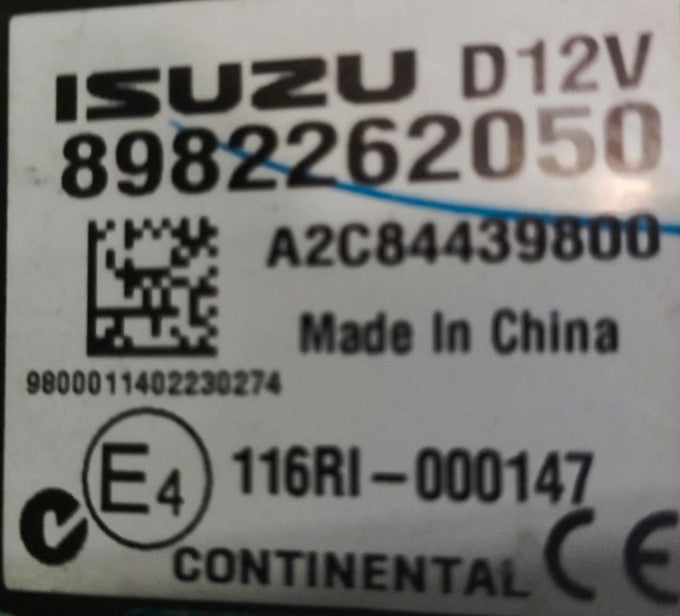 ISUZU D12V
8982262050
A2C84439800
Made In China
9800011402230274
E4 116RI-000147
CONTINENTAL CE